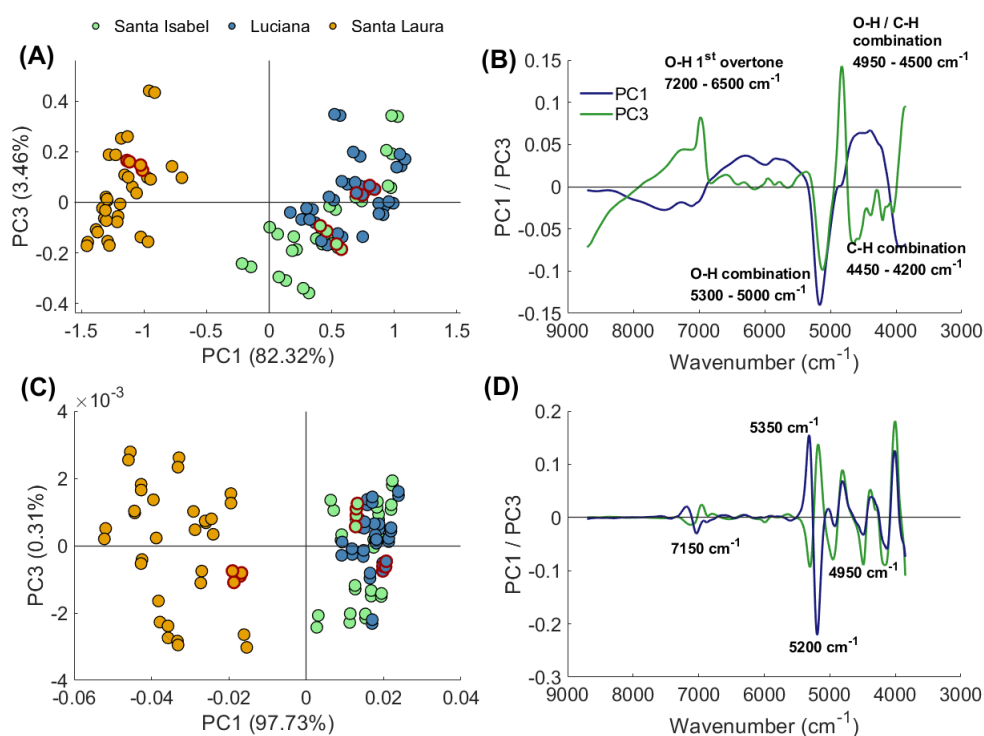 Santa Isabel Luciana Santa Laura
(A)
0.4
0.2
0
-0.2
-0.4
PC3 (3.46%)
-1.5 -1 -0.5 0 0.5 1 1.5
PC1 (82.32%)
(B)
O-H 1st overtone
7200 - 6500 cm-1
O-H / C-H
combination
4950 - 4500 cm-1
PC1
PC3
0.15
0.10
0.05
0
-0.05
-0.10
0.15
PC1 / PC3
O-H combination
5300 - 5000 cm-1
C-H combination
4450 - 4200 cm-1
9000 8000 7000 6000 5000 4000 3000
Wavenumber (cm-1)
(C)
×10-3
4
2
0
-2
-4
PC3 (0.31%)
-0.06 -0.04 -0.02 0 0.02 0.04
PC1 (97.73%)
(D)
0.2
0.1
0
-0.1
-0.2
-0.3
PC1 / PC3
5350 cm-1
7150 cm-1
4950 cm-1
5200 cm-1
9000 8000 7000 6000 5000 4000 3000
Wavenumber (cm-1)